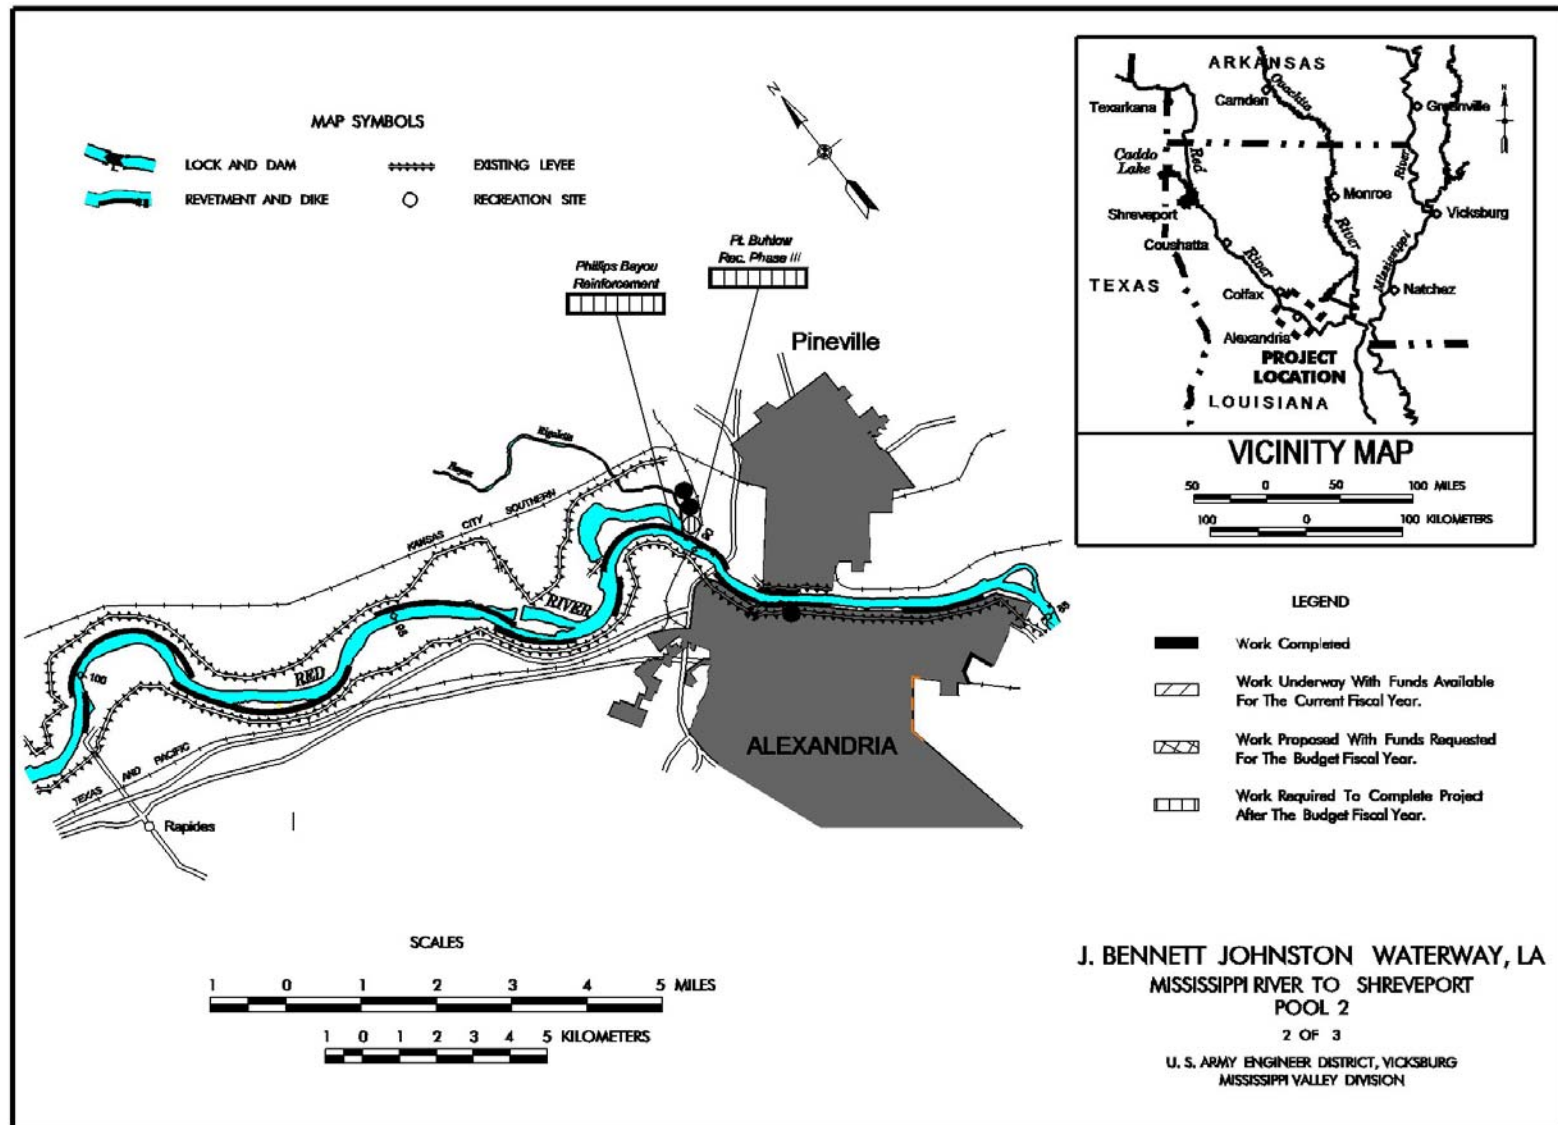 MAP SYMBOLS
LOCK AND DAM
EXISTING LEVEE
REVETMENT AND DIKE
RECREATION SITE
N
Phillips Bayou
Reinforcement
Ft. Buhlow
Rec. Phase III
Pineville
Bayou
Rigolette
KANSAS CITY SOUTHERN
RIVER
RED
100
95
90
85
TEXAS AND PACIFIC
Rapides
ALEXANDRIA
ARKANSAS
Texarkana
Camden
Ouachita
Greenville
N
Caddo
Lake
Red
River
Monroe
Shreveport
Vicksburg
Coushatta
River
River
Mississippi
TEXAS
Colfax
Natchez
Alexandria
PROJECT
LOCATION
LOUISIANA
VICINITY MAP
50 0 50 100 MILES
100 0 100 KILOMETERS
LEGEND
Work Completed
Work Underway With Funds Available
For The Current Fiscal Year.
Work Proposed With Funds Requested
For The Budget Fiscal Year.
Work Required To Complete Project
After The Budget Fiscal Year.
SCALES
1 0 1 2 3 4 5 MILES
1 0 1 2 3 4 5 KILOMETERS
J. BENNETT JOHNSTON WATERWAY, LA
MISSISSIPPI RIVER TO SHREVEPORT
POOL 2
2 OF 3
U. S. ARMY ENGINEER DISTRICT, VICKSBURG
MISSISSIPPI VALLEY DIVISION